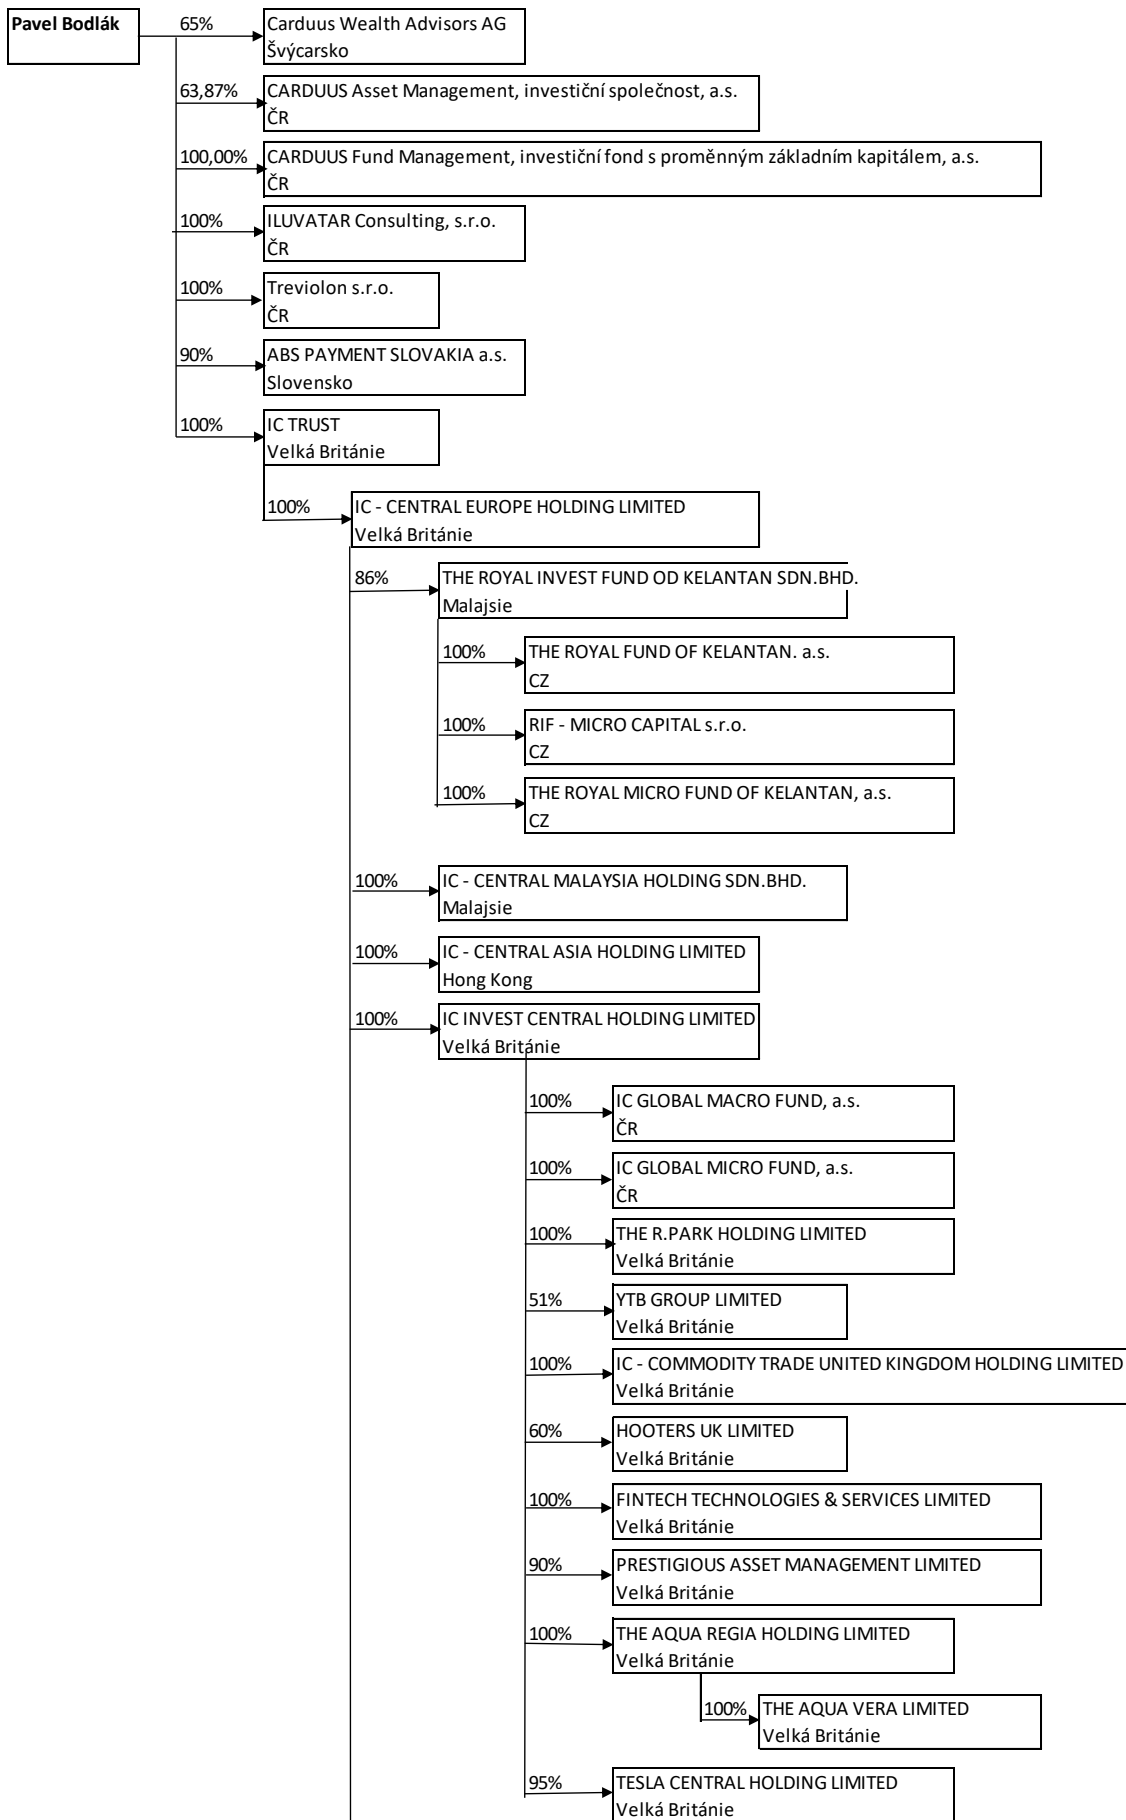 Pavel Bodlák
65%
Carduus Wealth Advisors AG
Švýcarsko
63,87%
CARDUUS Asset Management, investiční společnost, a.s.
ČR
100,00%
CARDUUS Fund Management, investiční fond s proměnným základním kapitálem, a.s.
ČR
100%
ILUVATAR Consulting, s.r.o.
ČR
100%
Treviolon s.r.o.
ČR
90%
ABS PAYMENT SLOVAKIA a.s.
Slovensko
100%
IC TRUST
Velká Británie
100%
IC - CENTRAL EUROPE HOLDING LIMITED
Velká Británie
86%
THE ROYAL INVEST FUND OD KELANTAN SDN.BHD.
Malajsie
100%
THE ROYAL FUND OF KELANTAN. a.s.
CZ
100%
RIF - MICRO CAPITAL s.r.o.
CZ
100%
THE ROYAL MICRO FUND OF KELANTAN, a.s.
CZ
100%
IC - CENTRAL MALAYSIA HOLDING SDN.BHD.
Malajsie
100%
IC - CENTRAL ASIA HOLDING LIMITED
Hong Kong
100%
IC INVEST CENTRAL HOLDING LIMITED
Velká Británie
100%
IC GLOBAL MACRO FUND, a.s.
ČR
100%
IC GLOBAL MICRO FUND, a.s.
ČR
100%
THE R.PARK HOLDING LIMITED
Velká Británie
51%
YTB GROUP LIMITED
Velká Británie
100%
IC - COMMODITY TRADE UNITED KINGDOM HOLDING LIMITED
Velká Británie
60%
HOOTERS UK LIMITED
Velká Británie
100%
FINTECH TECHNOLOGIES & SERVICES LIMITED
Velká Británie
90%
PRESTIGIOUS ASSET MANAGEMENT LIMITED
Velká Británie
100%
THE AQUA REGIA HOLDING LIMITED
Velká Británie
100%
THE AQUA VERA LIMITED
Velká Británie
95%
TESLA CENTRAL HOLDING LIMITED
Velká Británie